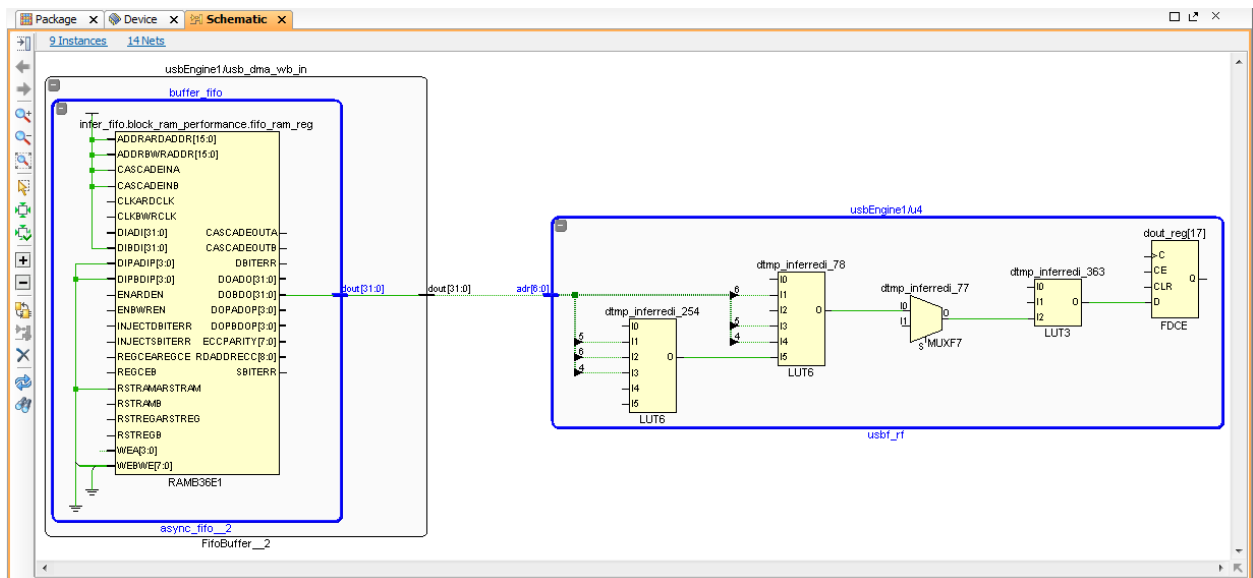 Package
Device
Schematic
9 Instances
14 Nets
usbEngine1/usb_dma_wb_in
buffer_fifo
infer_fifo.block_ram_performance.fifo_ram_reg
ADDRARDADDR[15:0]
ADDRBWRADDR[15:0]
CASCADEINA
CASCADEINB
CLKARDCLK
CLKBWRCLK
DIADI[31:0] CASCADEOUTA
DIBDI[31:0] CASCADEOUTB
DIPADIP[3:0] DBITERR
DIPBDIP[3:0] DOADO[31:0]
ENARDEN DOBDO[31:0]
ENBWREN DOPADOP[3:0]
INJECTDBITERR DOPBDOP[3:0]
INJECTSBITERR ECCPARITY[7:0]
REGCEAREGCE RDADDRECC[8:0]
REGCEB SBITERR
RSTRAMARSTRAM
RSTRAMB
RSTREGARSTREG
RSTREGB
WEA[3:0]
WEBWE[7:0]
RAMB36E1
async_fifo__2
FifoBuffer__2
dout[31:0]
dout[31:0]
adr[6:0]
usbEngine1/u4
dtmp_inferredi_254
5
6
4
I0
I1
I2 O
I3
I4
I5
LUT6
dtmp_inferredi_78
6
5
4
I0
I1
I2 O
I3
I4
I5
LUT6
dtmp_inferredi_77
I0
I1
O
S
MUXF7
dtmp_inferredi_363
I0
I1 O
I2
LUT3
dout_reg[17]
C
CE
CLR
D
Q
FDCE
usbf_rf